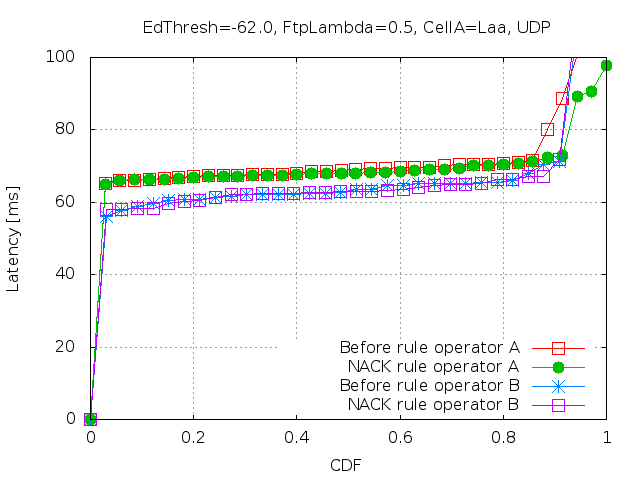 EdThresh=-62.0, FtpLambda=0.5, CellA=Laa, UDP
100
80
60
40
20
0
Latency [ms]
Before rule operator A
NACK rule operator A
Before rule operator B
NACK rule operator B
0 0.2 0.4 0.6 0.8 1
CDF